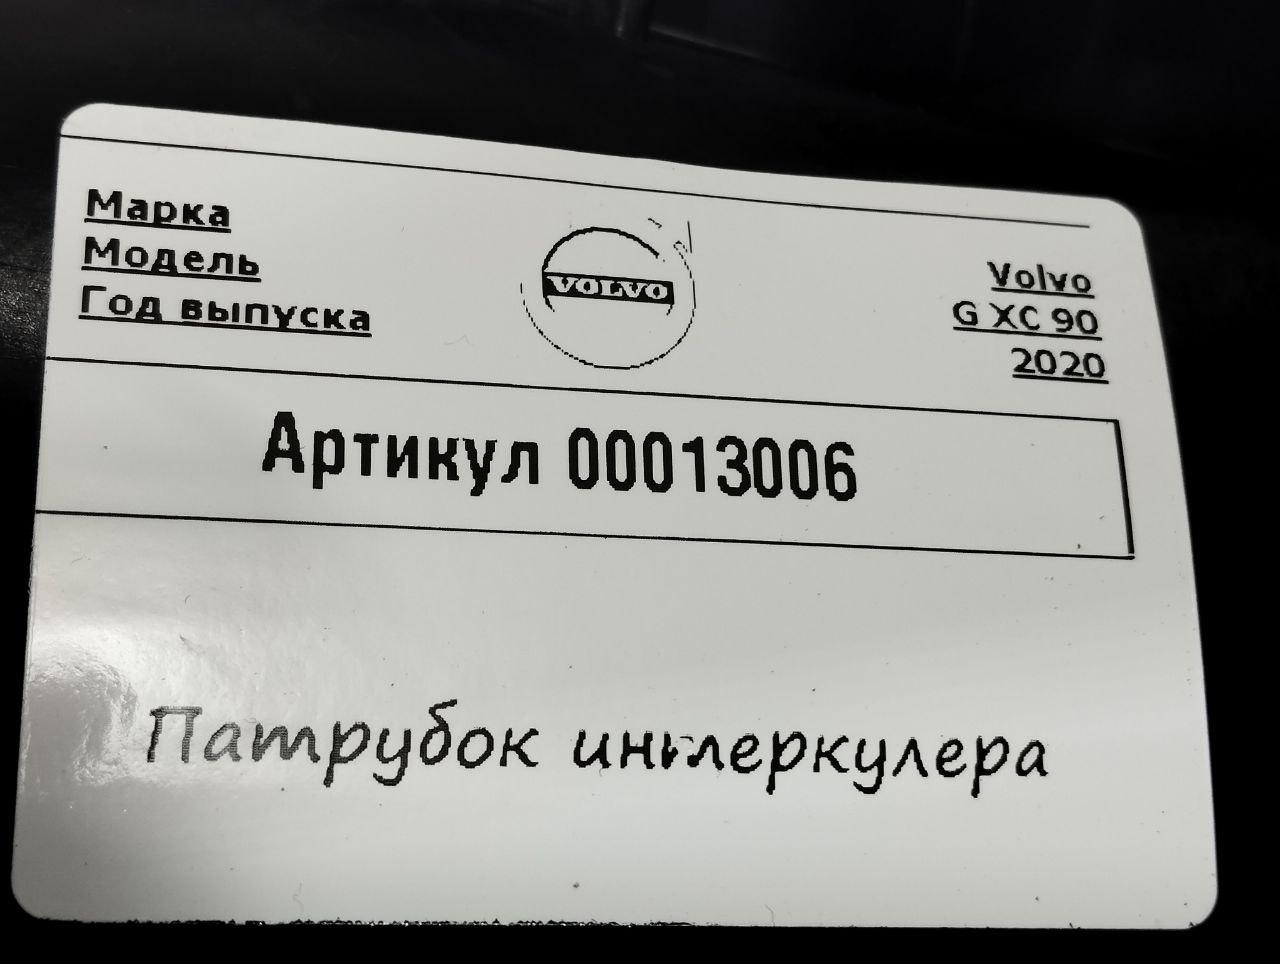 Марка
Модель
Год выпуска
VOLVO
Volvo
G XC 90
2020
Артикул 00013006
Патрубок интеркулера